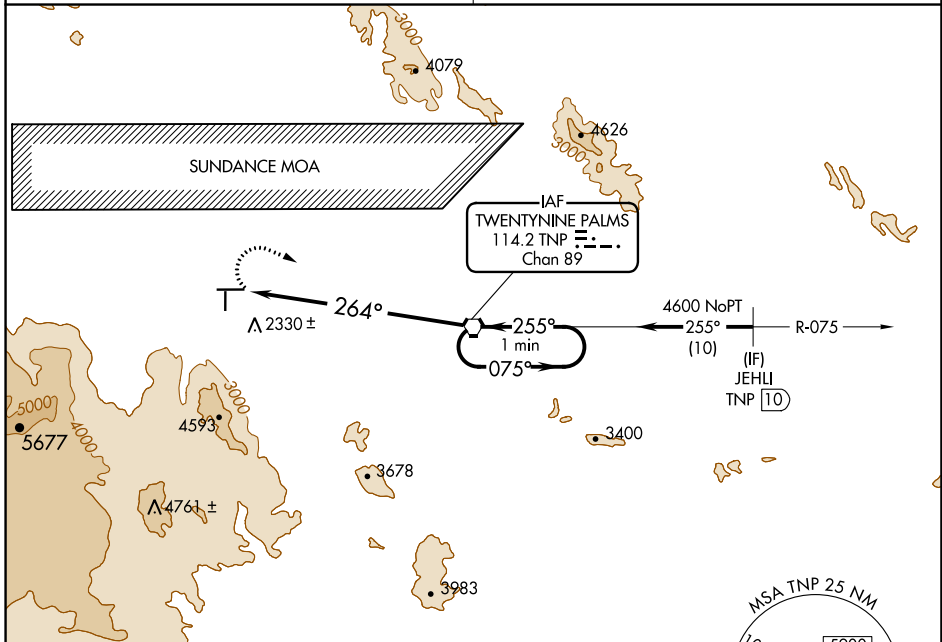 3000
4079
4626
3000
SUNDANCE MOA
IAF
TWENTYNINE PALMS
114.2 TNP
Chan 89
264°
2330 ±
255°
1 min
075°
4600 NoPT
255°
(10)
R-075
(IF)
JEHLI
TNP 10
3000
5000
4000
5677
4593
3400
3678
4761 ±
3983
MSA TNP 25 NM